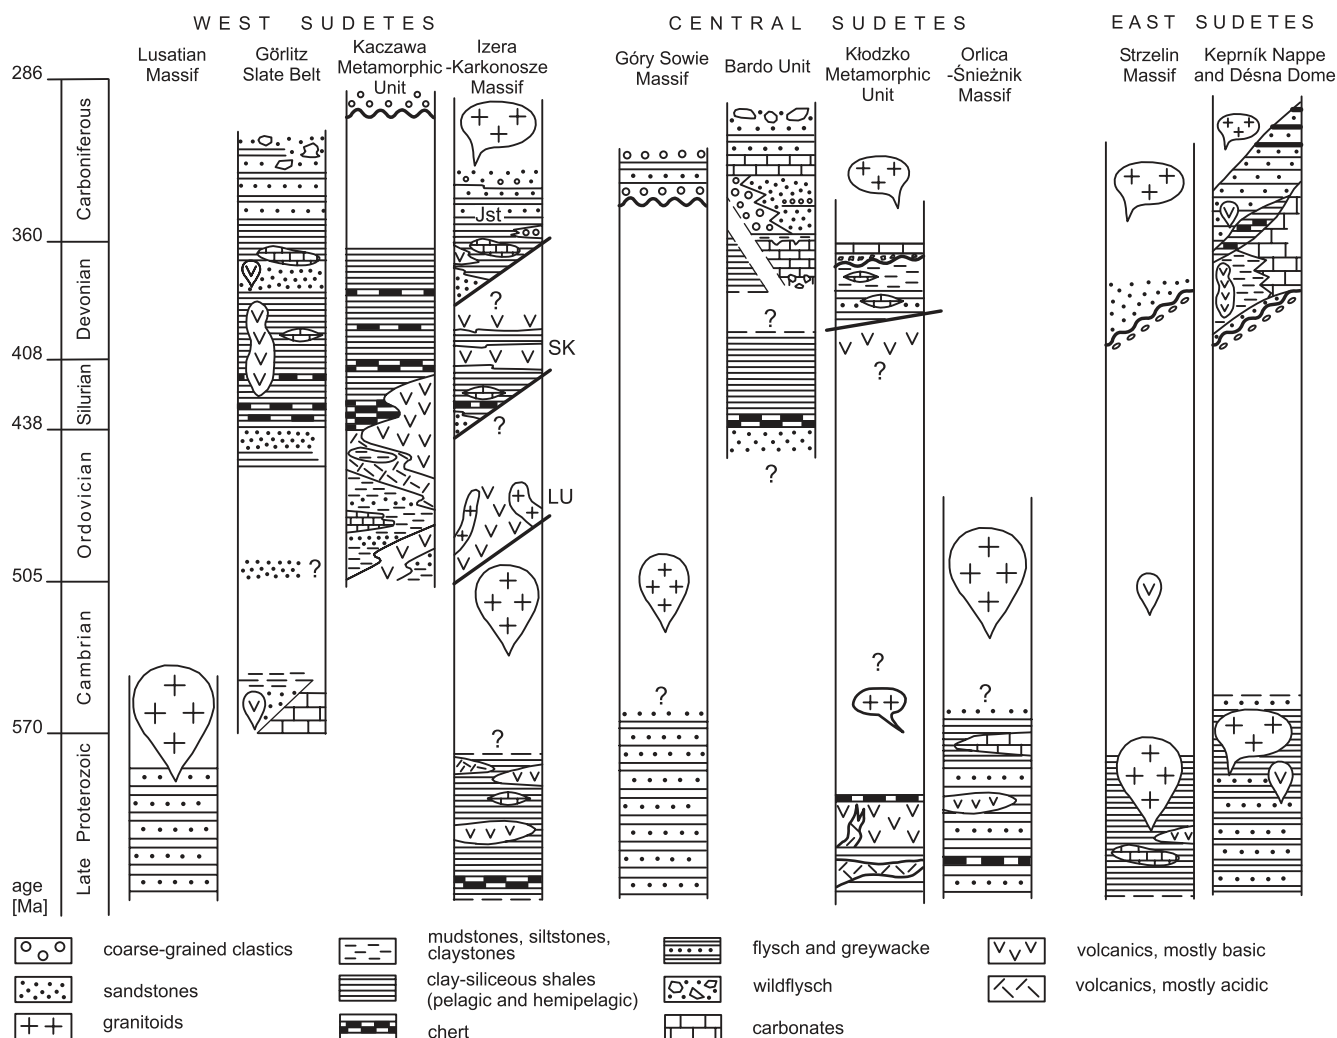 WEST SUDETES
CENTRAL SUDETES
EAST SUDETES
Lusatian
Massif
Görlitz
Slate Belt
Kaczawa
Metamorphic
Unit
Izera
-Karkonosze
Massif
Góry Sowie
Massif
Bardo Unit
Kłodzko
Metamorphic
Unit
Orlica
-Śnieżnik
Massif
Strzelin
Massif
Keprník Nappe
and Désna Dome
286
Carboniferous
360
Devonian
408
Silurian
438
Ordovician
505
Cambrian
570
Late Proterozoic
age
[Ma]
Jst
?
SK
?
LU
?
?
?
?
?
?
?
?
?
coarse-grained clastics
sandstones
granitoids
mudstones, siltstones,
claystones
clay-siliceous shales
(pelagic and hemipelagic)
chert
flysch and greywacke
wildflysch
carbonates
volcanics, mostly basic
volcanics, mostly acidic